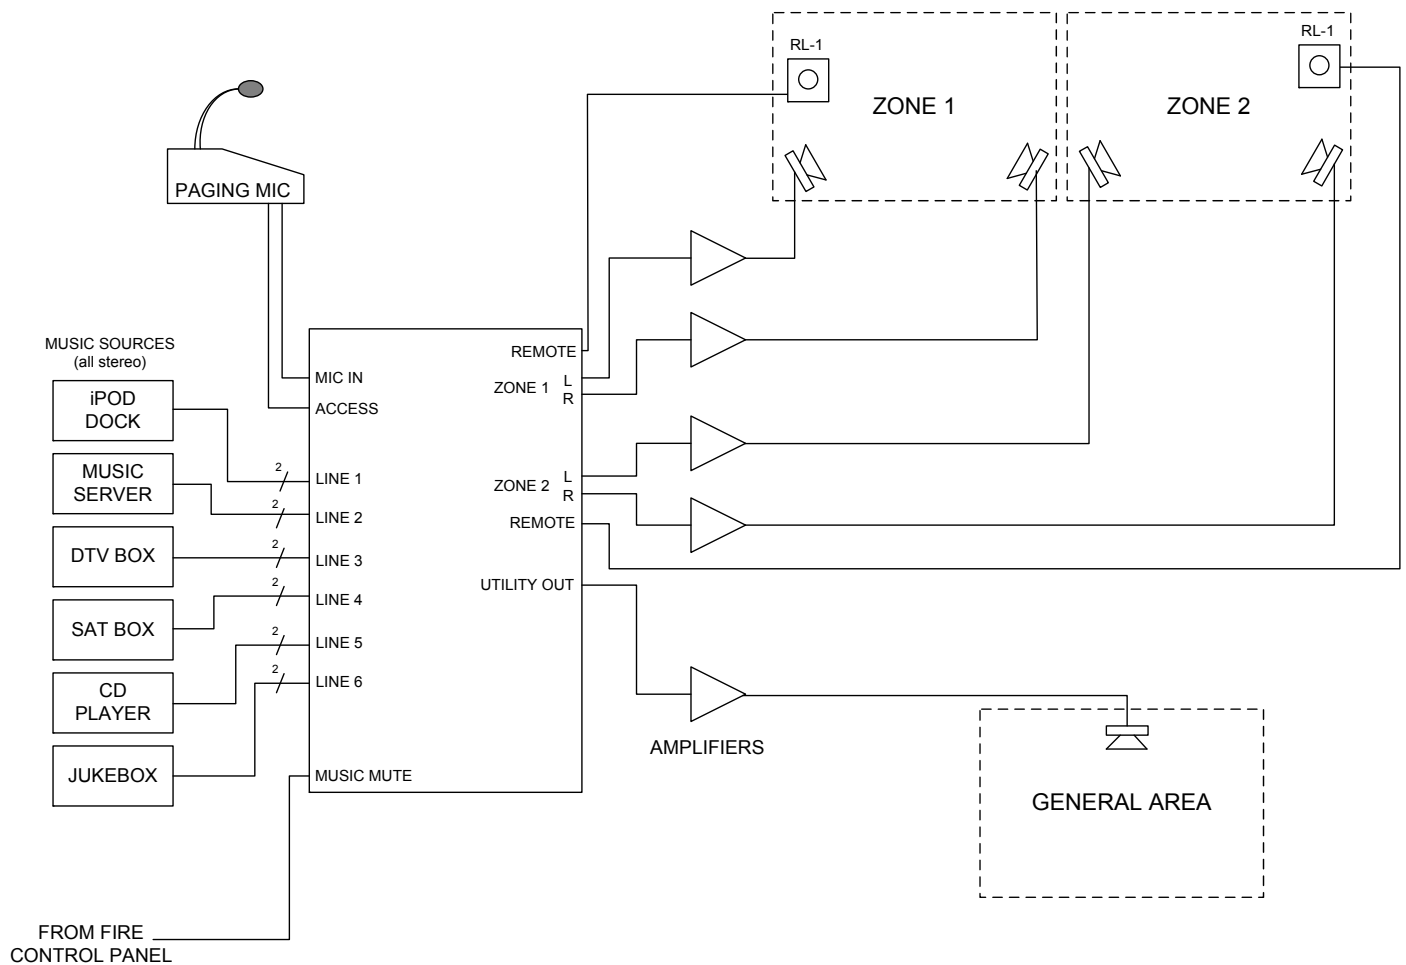 RL-1
ZONE 1
RL-1
ZONE 2
PAGING MIC
MUSIC SOURCES
(all stereo)
iPOD
DOCK
MUSIC
SERVER
DTV BOX
SAT BOX
CD
PLAYER
JUKEBOX
2
2
2
2
2
2
MIC IN
ACCESS
LINE 1
LINE 2
LINE 3
LINE 4
LINE 5
LINE 6
MUSIC MUTE
REMOTE
ZONE 1
L
R
ZONE 2
L
R
REMOTE
UTILITY OUT
AMPLIFIERS
GENERAL AREA
FROM FIRE
CONTROL PANEL